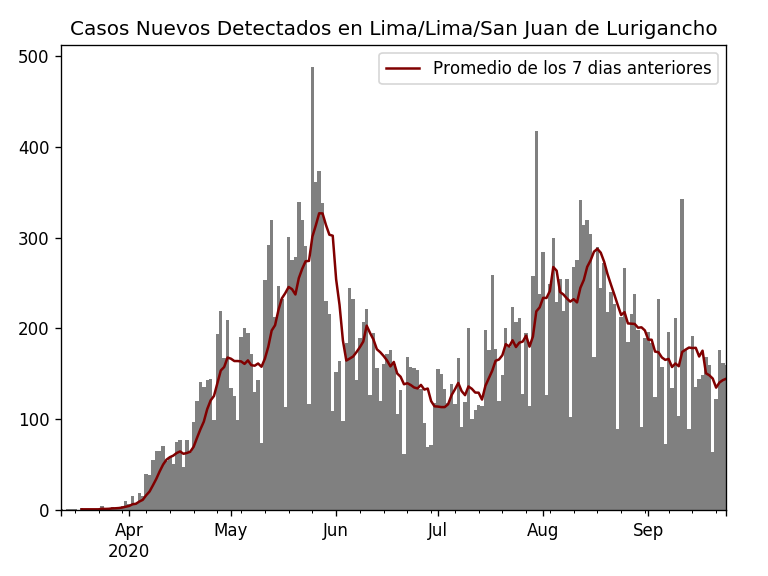 Casos Nuevos Detectados en Lima/Lima/San Juan de Lurigancho
Promedio de los 7 dias anteriores
500
400
300
200
100
0
Apr
2020
May
Jun
Jul
Aug
Sep